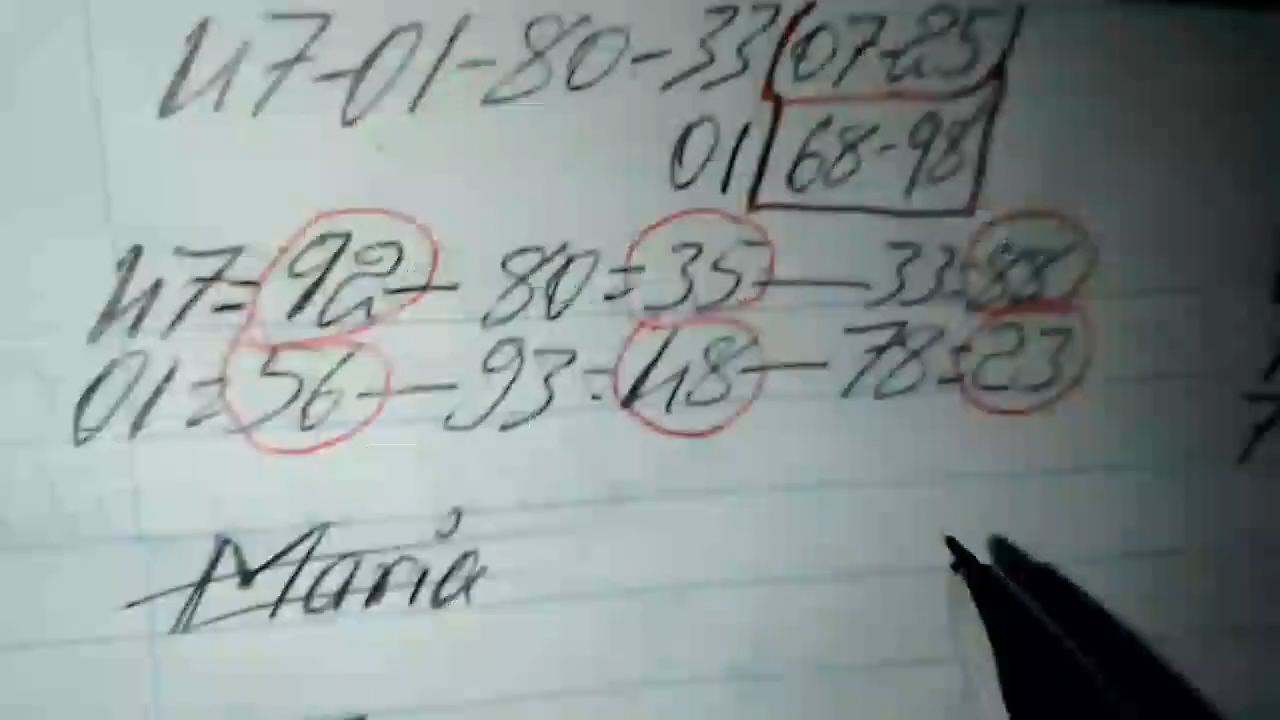 47-01-80-33 07-25
01 68-98
47=92- 80=35- 33=88
01=56- 93=48- 78=23
Maria